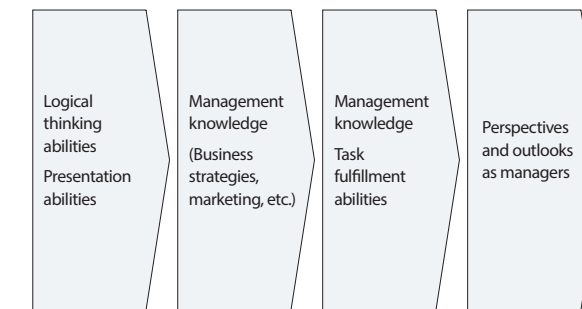 Logical
thinking
abilities
Presentation
abilities
Management
knowledge
(Business
strategies,
marketing, etc.)
Management
knowledge
Task
fulfillment
abilities
Perspectives
and outlooks
as managers